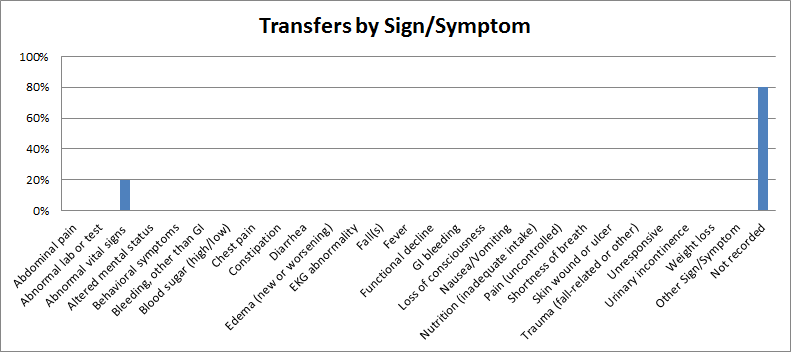 Transfers by Sign/Symptom
100%
80%
60%
40%
20%
0%
Abdominal pain
Abnormal lab or test
Abnormal vital signs
Altered mental status
Behavioral symptoms
Bleeding, other than GI
Blood sugar (high/low)
Chest pain
Constipation
Diarrhea
Edema (new or worsening)
EKG abnormality
Fall(s)
Fever
Functional decline
GI bleeding
Loss of consciousness
Nausea/Vomiting
Nutrition (inadequate intake)
Pain (uncontrolled)
Shortness of breath
Skin wound or ulcer
Trauma (fall-related or other)
Unresponsive
Urinary incontinence
Weight loss
Other Sign/Symptom
Not recorded